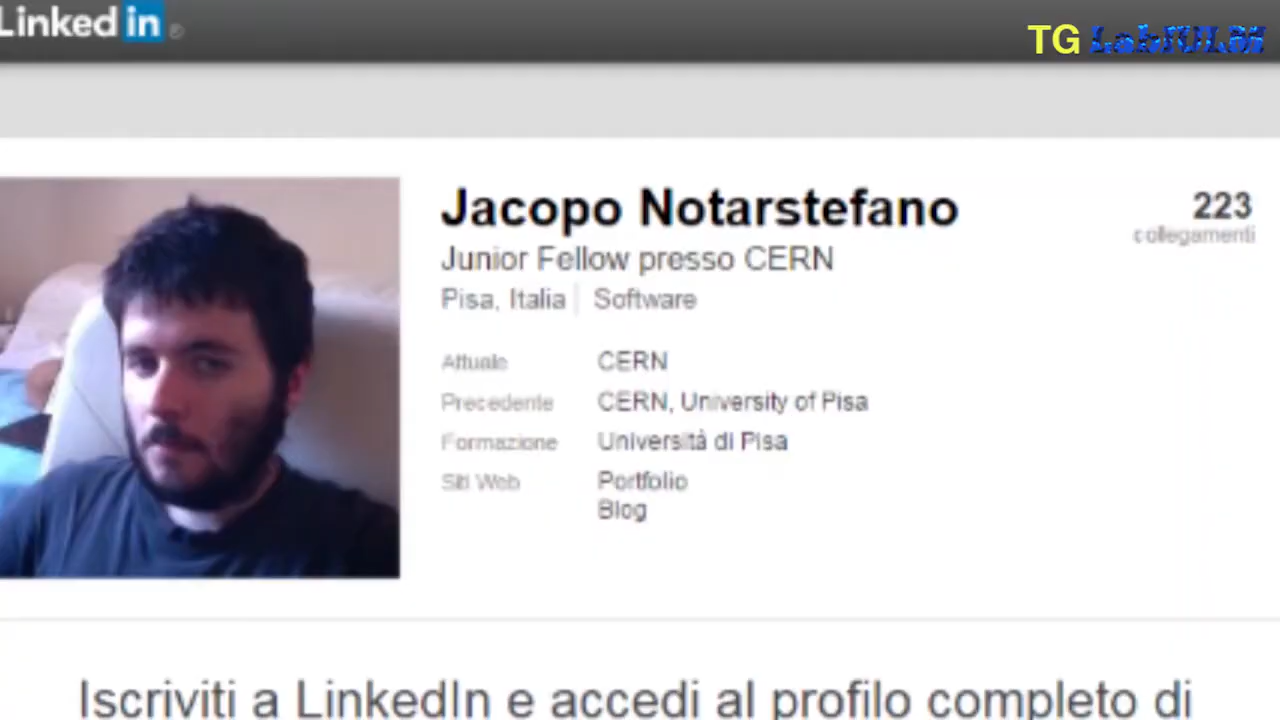 Linked in
TG LabIULM
Jacopo Notarstefano
223
collegamenti
Junior Fellow presso CERN
Pisa, Italia Software
Attuale CERN
Precedente CERN, University of Pisa
Formazione Università di Pisa
Siti Web Portfolio
Blog
Iscriviti a LinkedIn e accedi al profilo completo di